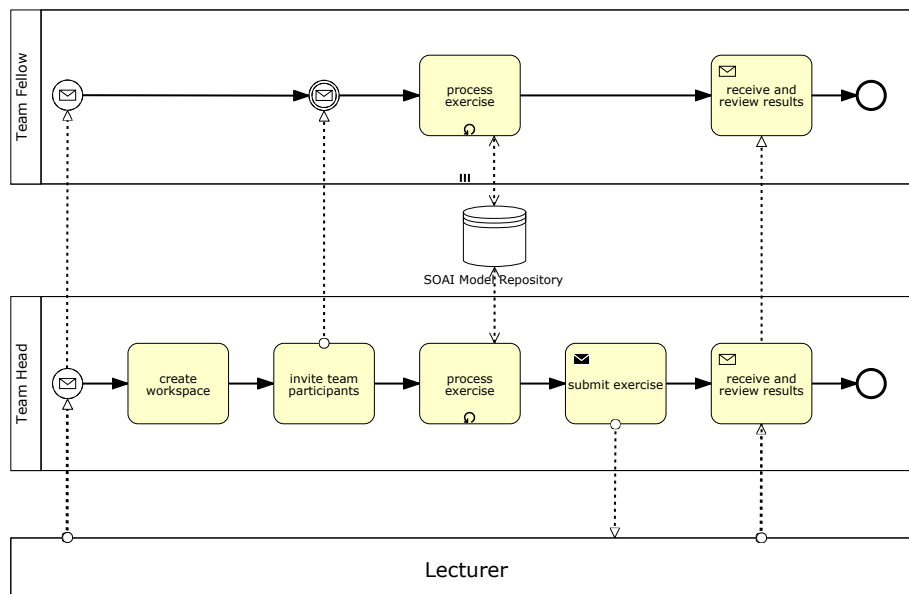 Team Fellow
process
exercise
receive and
review results
SOAI Model Repository
Team Head
create
workspace
invite team
participants
process
exercise
submit exercise
receive and
review results
Lecturer